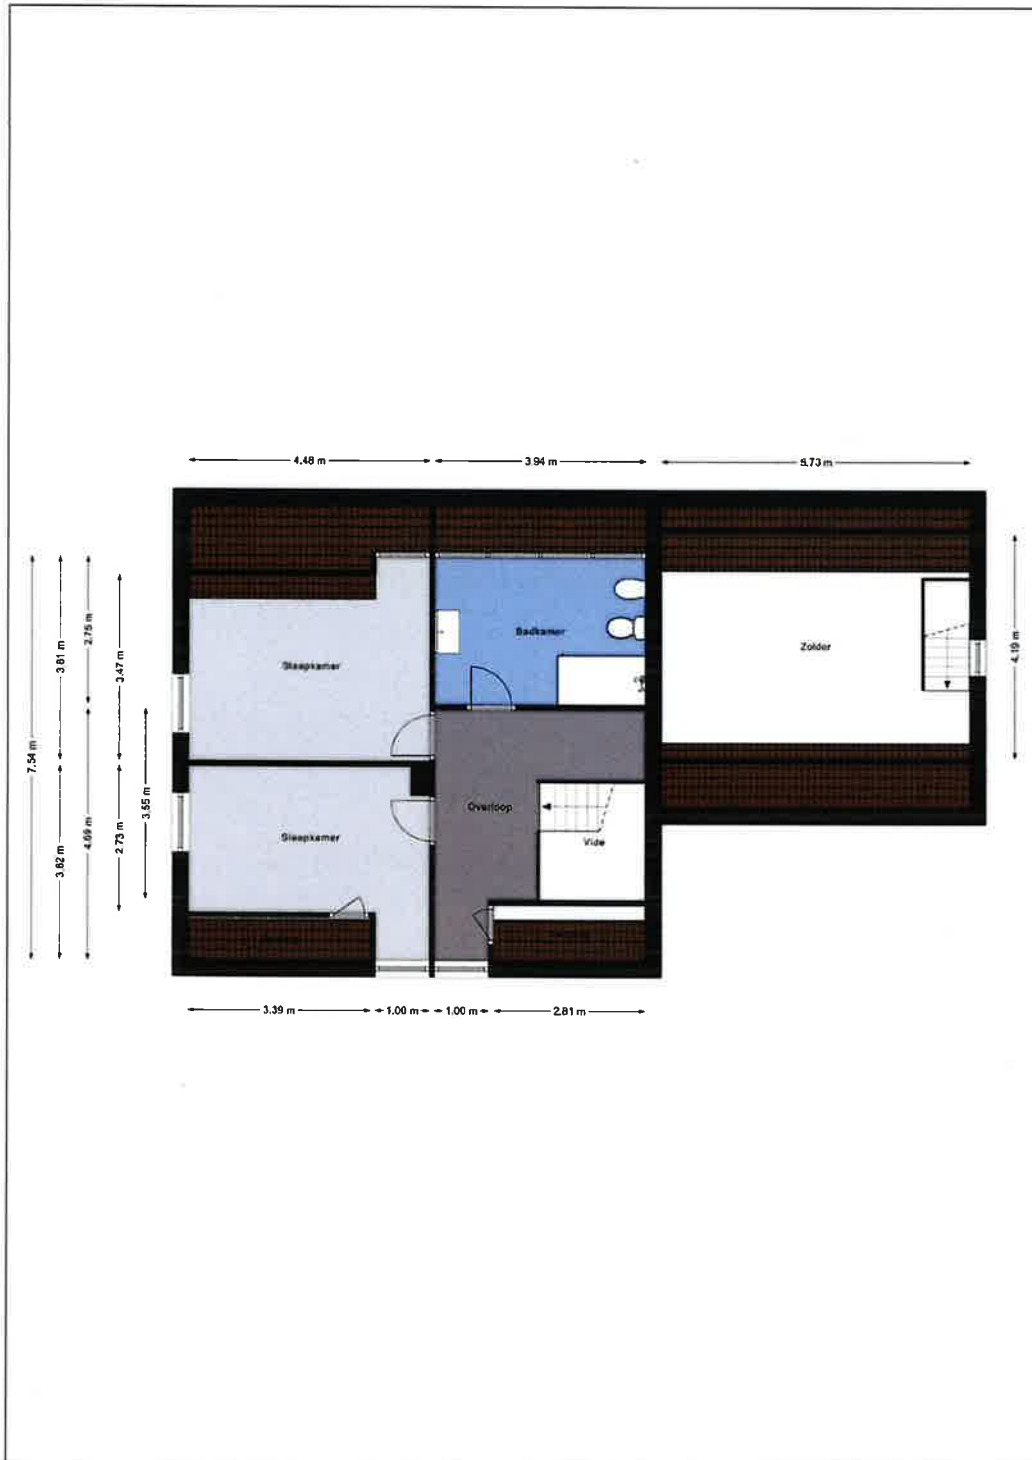 4.48 m
3.94 m
5.73 m
7.54 m
3.81 m
3.62 m
2.75 m
4.69 m
3.47 m
2.73 m
3.55 m
4.19 m
Badkamer
Slaapkamer
Zolder
Overloop
Slaapkamer
Vide
3.39 m
1.00 m
1.00 m
2.81 m